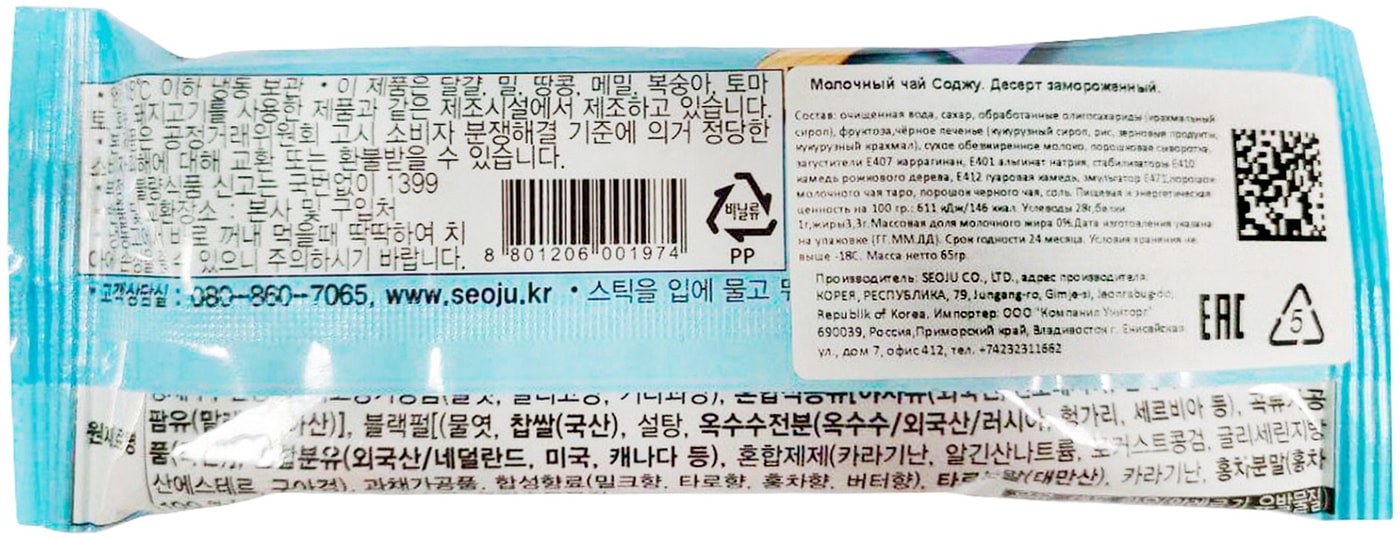 ℃ 이하 냉동 보관 • 이 제품은 달걀, 밀, 땅콩, 메밀, 복숭아, 토마
돼지고기를 사용한 제품과 같은 제조시설에서 제조하고 있습니다.
공정거래위원회 고시 소비자 분쟁해결 기준에 의거 정당한
소비자피해에 대해 교환 또는 환불받을 수 있습니다.
불량식품 신고는 국번없이 1399
교환장소 : 본사 및 구입처
바로 꺼내 먹을때 딱딱하여 치
있으니 주의하시기 바랍니다.
8 801206 001974
비닐류
PP
• 고객상담실 : 080-860-7065, www.seoju.kr • 스틱을 입에 물고
Молочный чай Соджу. Десерт замороженный.
Состав: очищенная вода, сахар, обработанные олигосахариды (крахмальный
сироп), фруктоза, чёрное печенье (кукурузный сироп, рис, зерновые продукты,
кукурузный крахмал), сухое обезжиренное молоко, порошковая сыворотка,
загустители Е407 каррагинан, Е401 альгинат натрия, стабилизаторы Е410
камедь рожкового дерева, Е412 гуаровая камедь, эмульгатор Е471, порошок
молочного чая таро, порошок черного чая, соль. Пищевая и энергетическая
ценность на 100 гр.: 611 кДж/146 ккал. Углеводы 28г, белки
1г, жиры3,3г. Массовая доля молочного жира 0%. Дата изготовления указана
на упаковке (ГГ.ММ.ДД). Срок годности 24 месяца. Условия хранения не
выше -18С. Масса нетто 65гр.
Производитель: SEOJU CO., LTD., адрес производителя:
КОРЕЯ, РЕСПУБЛИКА, 79, Jungang-ro, Gimje-si, Jeonrabug-do,
Republik of Korea. Импортер: ООО "Компания Униторг"
690039, Россия, Приморский край, Владивосток г. Енисейская
ул., дом 7, офис 412, тел. +74232311662
EAC
5
원재료명
팜유(말레 산)], 블랙펄[(물엿, 찹쌀(국산), 설탕, 옥수수전분(옥수수/외국산/러시아, 헝가리, 세르비아 등), 곡류가공
품 혼합분유(외국산/네덜란드, 미국, 캐나다 등), 혼합제제(카라기난, 알긴산나트륨, 로커스트콩검, 글리세린지방
산에스테르, 구아검), 과채가공품, 합성향료(밀크향, 타로향, 홍차향, 버터향), 타로분말(대만산), 카라기난, 홍차분말(홍차